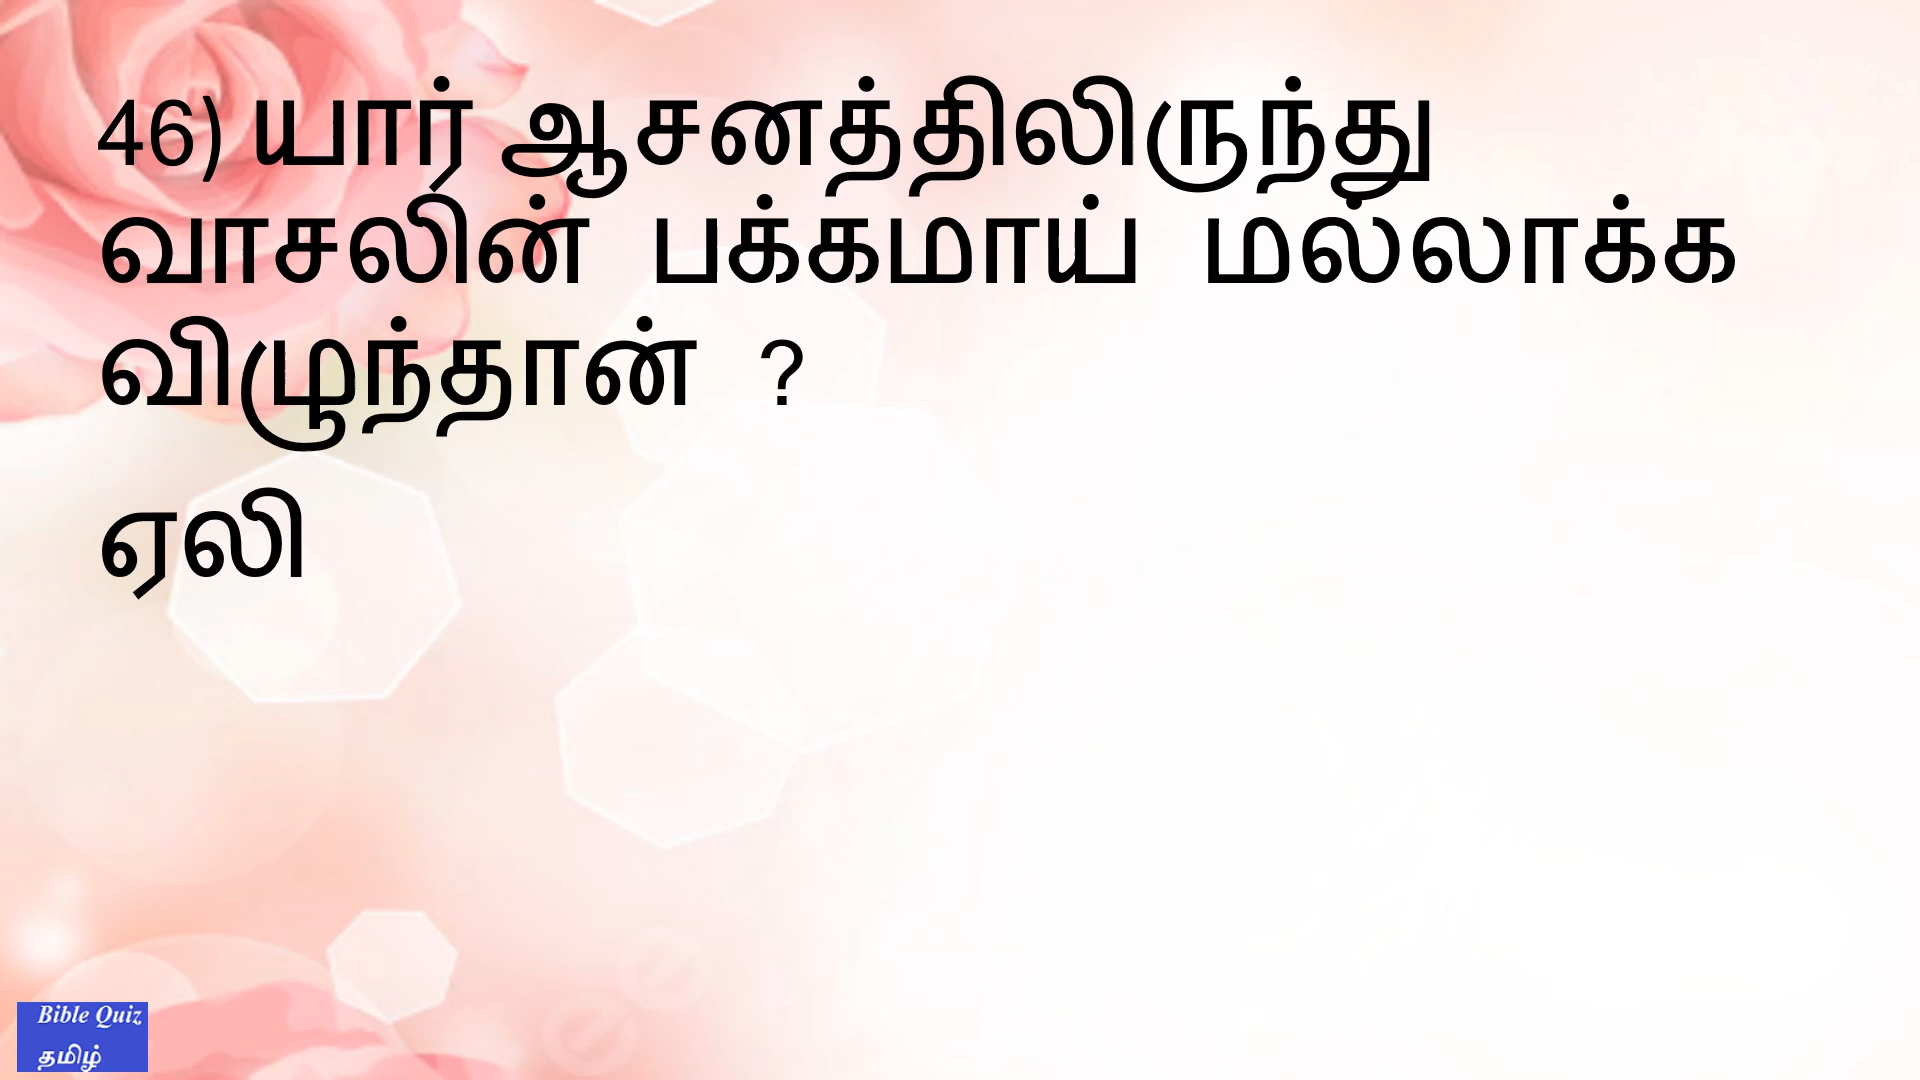 46) யார் ஆசனத்திலிருந்து
வாசலின் பக்கமாய் மல்லாக்க
விழுந்தான் ?
ஏலி
Bible Quiz
தமிழ்